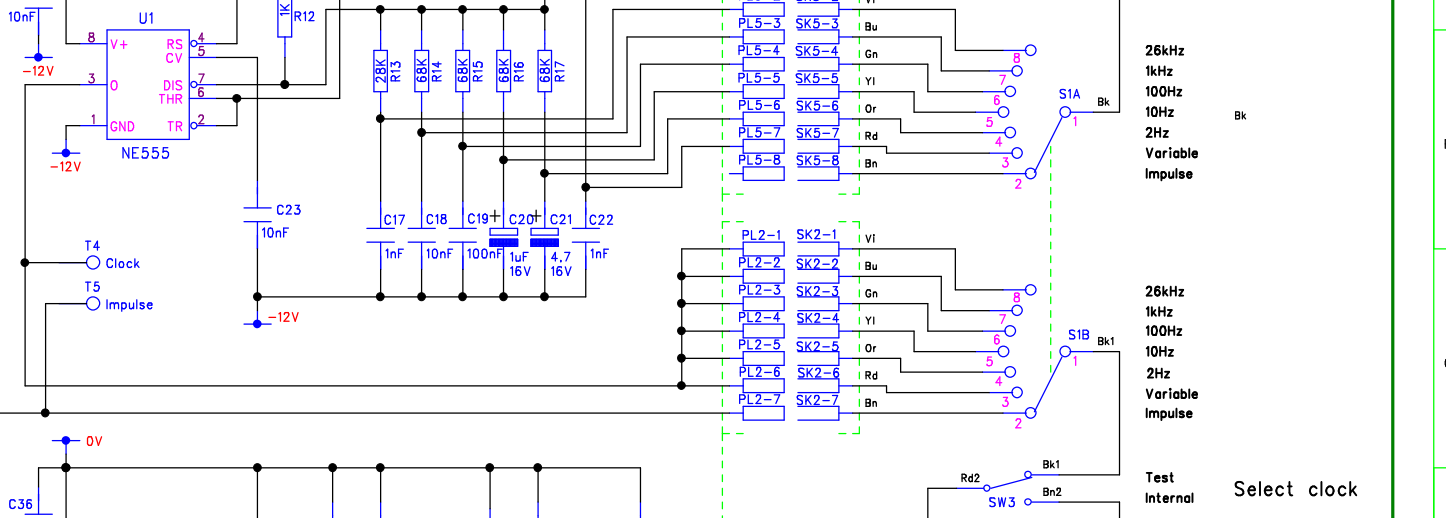 10nF
-12V
U1
8 V+ RS 4
CV 5
3 O DIS 7
THR 6
1 GND TR 2
NE555
-12V
1K R12
28K R13
68K R14
68K R15
68K R16
68K R17
C23
10nF
C17
1nF
C18
10nF
C19
100nF
+ C20
1uF
16V
+ C21
4,7
16V
C22
1nF
-12V
T4
Clock
T5
Impulse
PL5-3 SK5-3 Bu
PL5-4 SK5-4 Gn
PL5-5 SK5-5 Yl
PL5-6 SK5-6 Or
PL5-7 SK5-7 Rd
PL5-8 SK5-8 Bn
8
7
6
5
4
3
2
S1A
1
Bk
26kHz
1kHz
100Hz
10Hz
2Hz
Variable
Impulse
Bk
PL2-1 SK2-1 Vi
PL2-2 SK2-2 Bu
PL2-3 SK2-3 Gn
PL2-4 SK2-4 Yl
PL2-5 SK2-5 Or
PL2-6 SK2-6 Rd
PL2-7 SK2-7 Bn
8
7
6
5
4
3
2
S1B
1
Bk1
26kHz
1kHz
100Hz
10Hz
2Hz
Variable
Impulse
0V
C36
Rd2
Bk1
SW3 Bn2
Test
Internal
Select clock